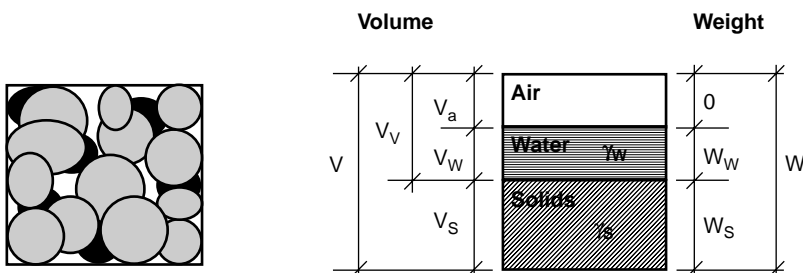 Volume Weight
Air
0
Va
VV
Water γW
V VW WW W
Solids
VS γS WS